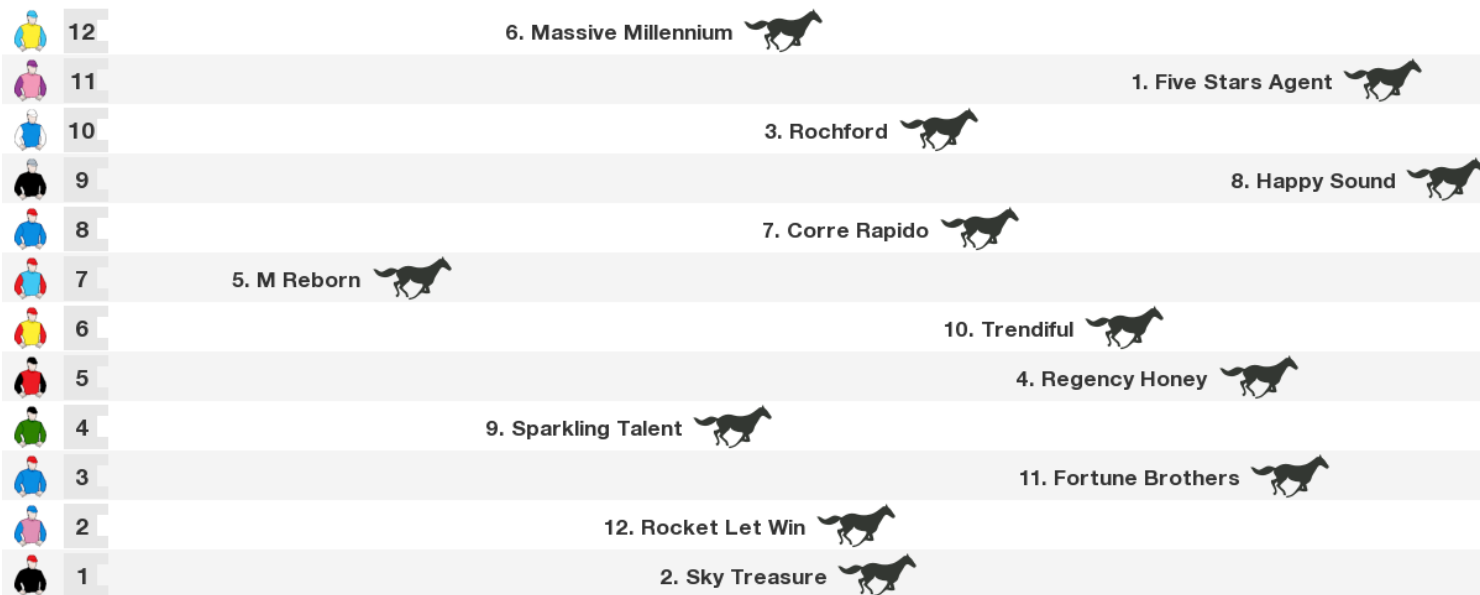 12 6. Massive Millennium
11 1. Five Stars Agent
10 3. Rochford
9 8. Happy Sound
8 7. Corre Rapido
7 5. M Reborn
6 10. Trendiful
5 4. Regency Honey
4 9. Sparkling Talent
3 11. Fortune Brothers
2 12. Rocket Let Win
1 2. Sky Treasure